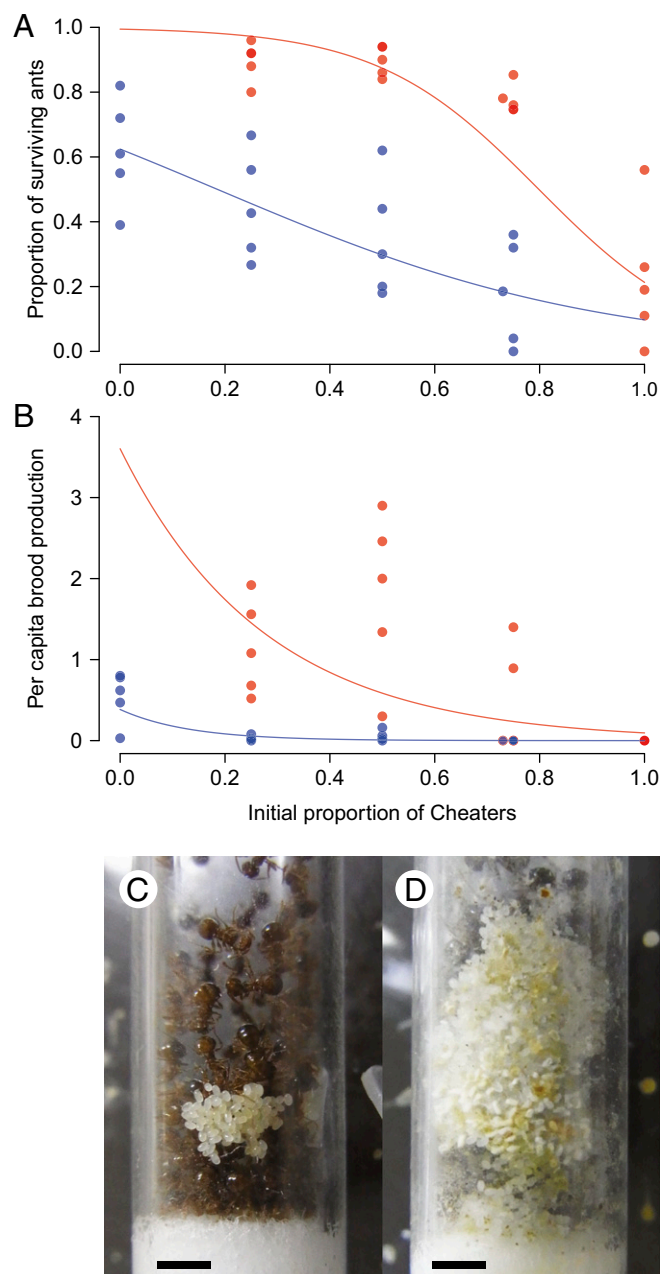 A
Proportion of surviving ants
1.0
0.8
0.6
0.4
0.2
0.0
0.0 0.2 0.4 0.6 0.8 1.0
B
Per capita brood production
4
3
2
1
0
0.0 0.2 0.4 0.6 0.8 1.0
Initial proportion of Cheaters
C D